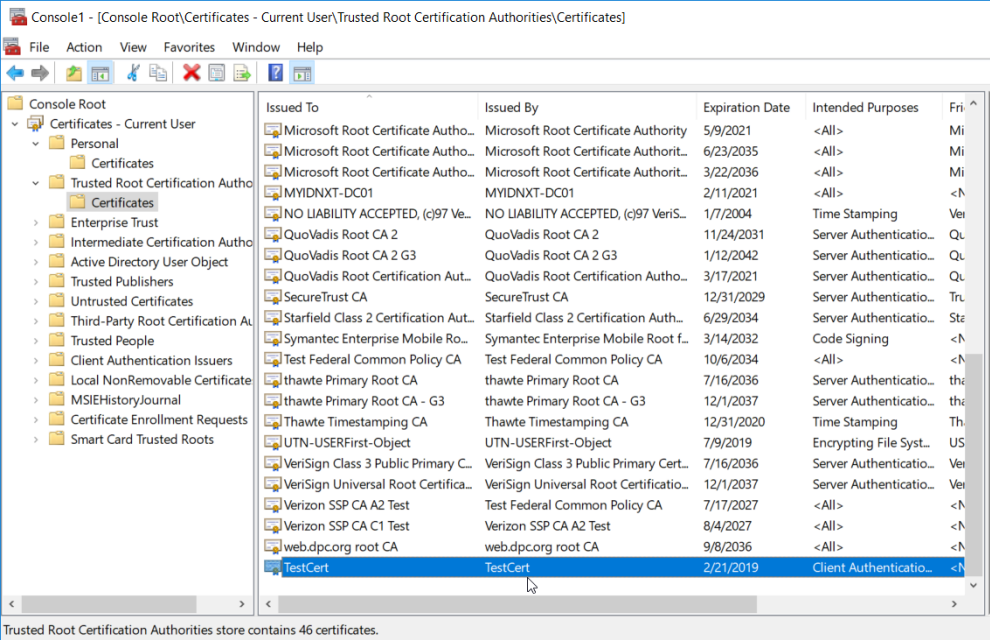 Console1 - [Console Root\Certificates - Current User\Trusted Root Certification Authorities\Certificates]
File Action View Favorites Window Help
Console Root
Certificates - Current User
Personal
Certificates
Trusted Root Certification Autho
Certificates
Enterprise Trust
Intermediate Certification Autho
Active Directory User Object
Trusted Publishers
Untrusted Certificates
Third-Party Root Certification Au
Trusted People
Client Authentication Issuers
Local NonRemovable Certificate
MSIEHistoryJournal
Certificate Enrollment Requests
Smart Card Trusted Roots
Issued To Issued By Expiration Date Intended Purposes Fri
Microsoft Root Certificate Autho... Microsoft Root Certificate Authority 5/9/2021 <All> Mi
Microsoft Root Certificate Autho... Microsoft Root Certificate Authorit... 6/23/2035 <All> Mi
Microsoft Root Certificate Autho... Microsoft Root Certificate Authorit... 3/22/2036 <All> Mi
MYIDNXT-DC01 MYIDNXT-DC01 2/11/2021 <All> <N
NO LIABILITY ACCEPTED, (c)97 Ve... NO LIABILITY ACCEPTED, (c)97 VeriS... 1/7/2004 Time Stamping Ver
QuoVadis Root CA 2 QuoVadis Root CA 2 11/24/2031 Server Authenticatio... Qu
QuoVadis Root CA 2 G3 QuoVadis Root CA 2 G3 1/12/2042 Server Authenticatio... Qu
QuoVadis Root Certification Aut... QuoVadis Root Certification Autho... 3/17/2021 Server Authenticatio... Qu
SecureTrust CA SecureTrust CA 12/31/2029 Server Authenticatio... Tru
Starfield Class 2 Certification Aut... Starfield Class 2 Certification Auth... 6/29/2034 Server Authenticatio... Sta
Symantec Enterprise Mobile Ro... Symantec Enterprise Mobile Root f... 3/14/2032 Code Signing <N
Test Federal Common Policy CA Test Federal Common Policy CA 10/6/2034 <All> <N
thawte Primary Root CA thawte Primary Root CA 7/16/2036 Server Authenticatio... tha
thawte Primary Root CA - G3 thawte Primary Root CA - G3 12/1/2037 Server Authenticatio... tha
Thawte Timestamping CA Thawte Timestamping CA 12/31/2020 Time Stamping Th
UTN-USERFirst-Object UTN-USERFirst-Object 7/9/2019 Encrypting File Syst... US
VeriSign Class 3 Public Primary C... VeriSign Class 3 Public Primary Cert... 7/16/2036 Server Authenticatio... Ver
VeriSign Universal Root Certifica... VeriSign Universal Root Certificatio... 12/1/2037 Server Authenticatio... Ver
Verizon SSP CA A2 Test Test Federal Common Policy CA 7/17/2027 <All> <N
Verizon SSP CA C1 Test Verizon SSP CA A2 Test 8/4/2027 <All> <N
web.dpc.org root CA web.dpc.org root CA 9/8/2036 <All> <N
TestCert TestCert 2/21/2019 Client Authenticatio... <N
Trusted Root Certification Authorities store contains 46 certificates.